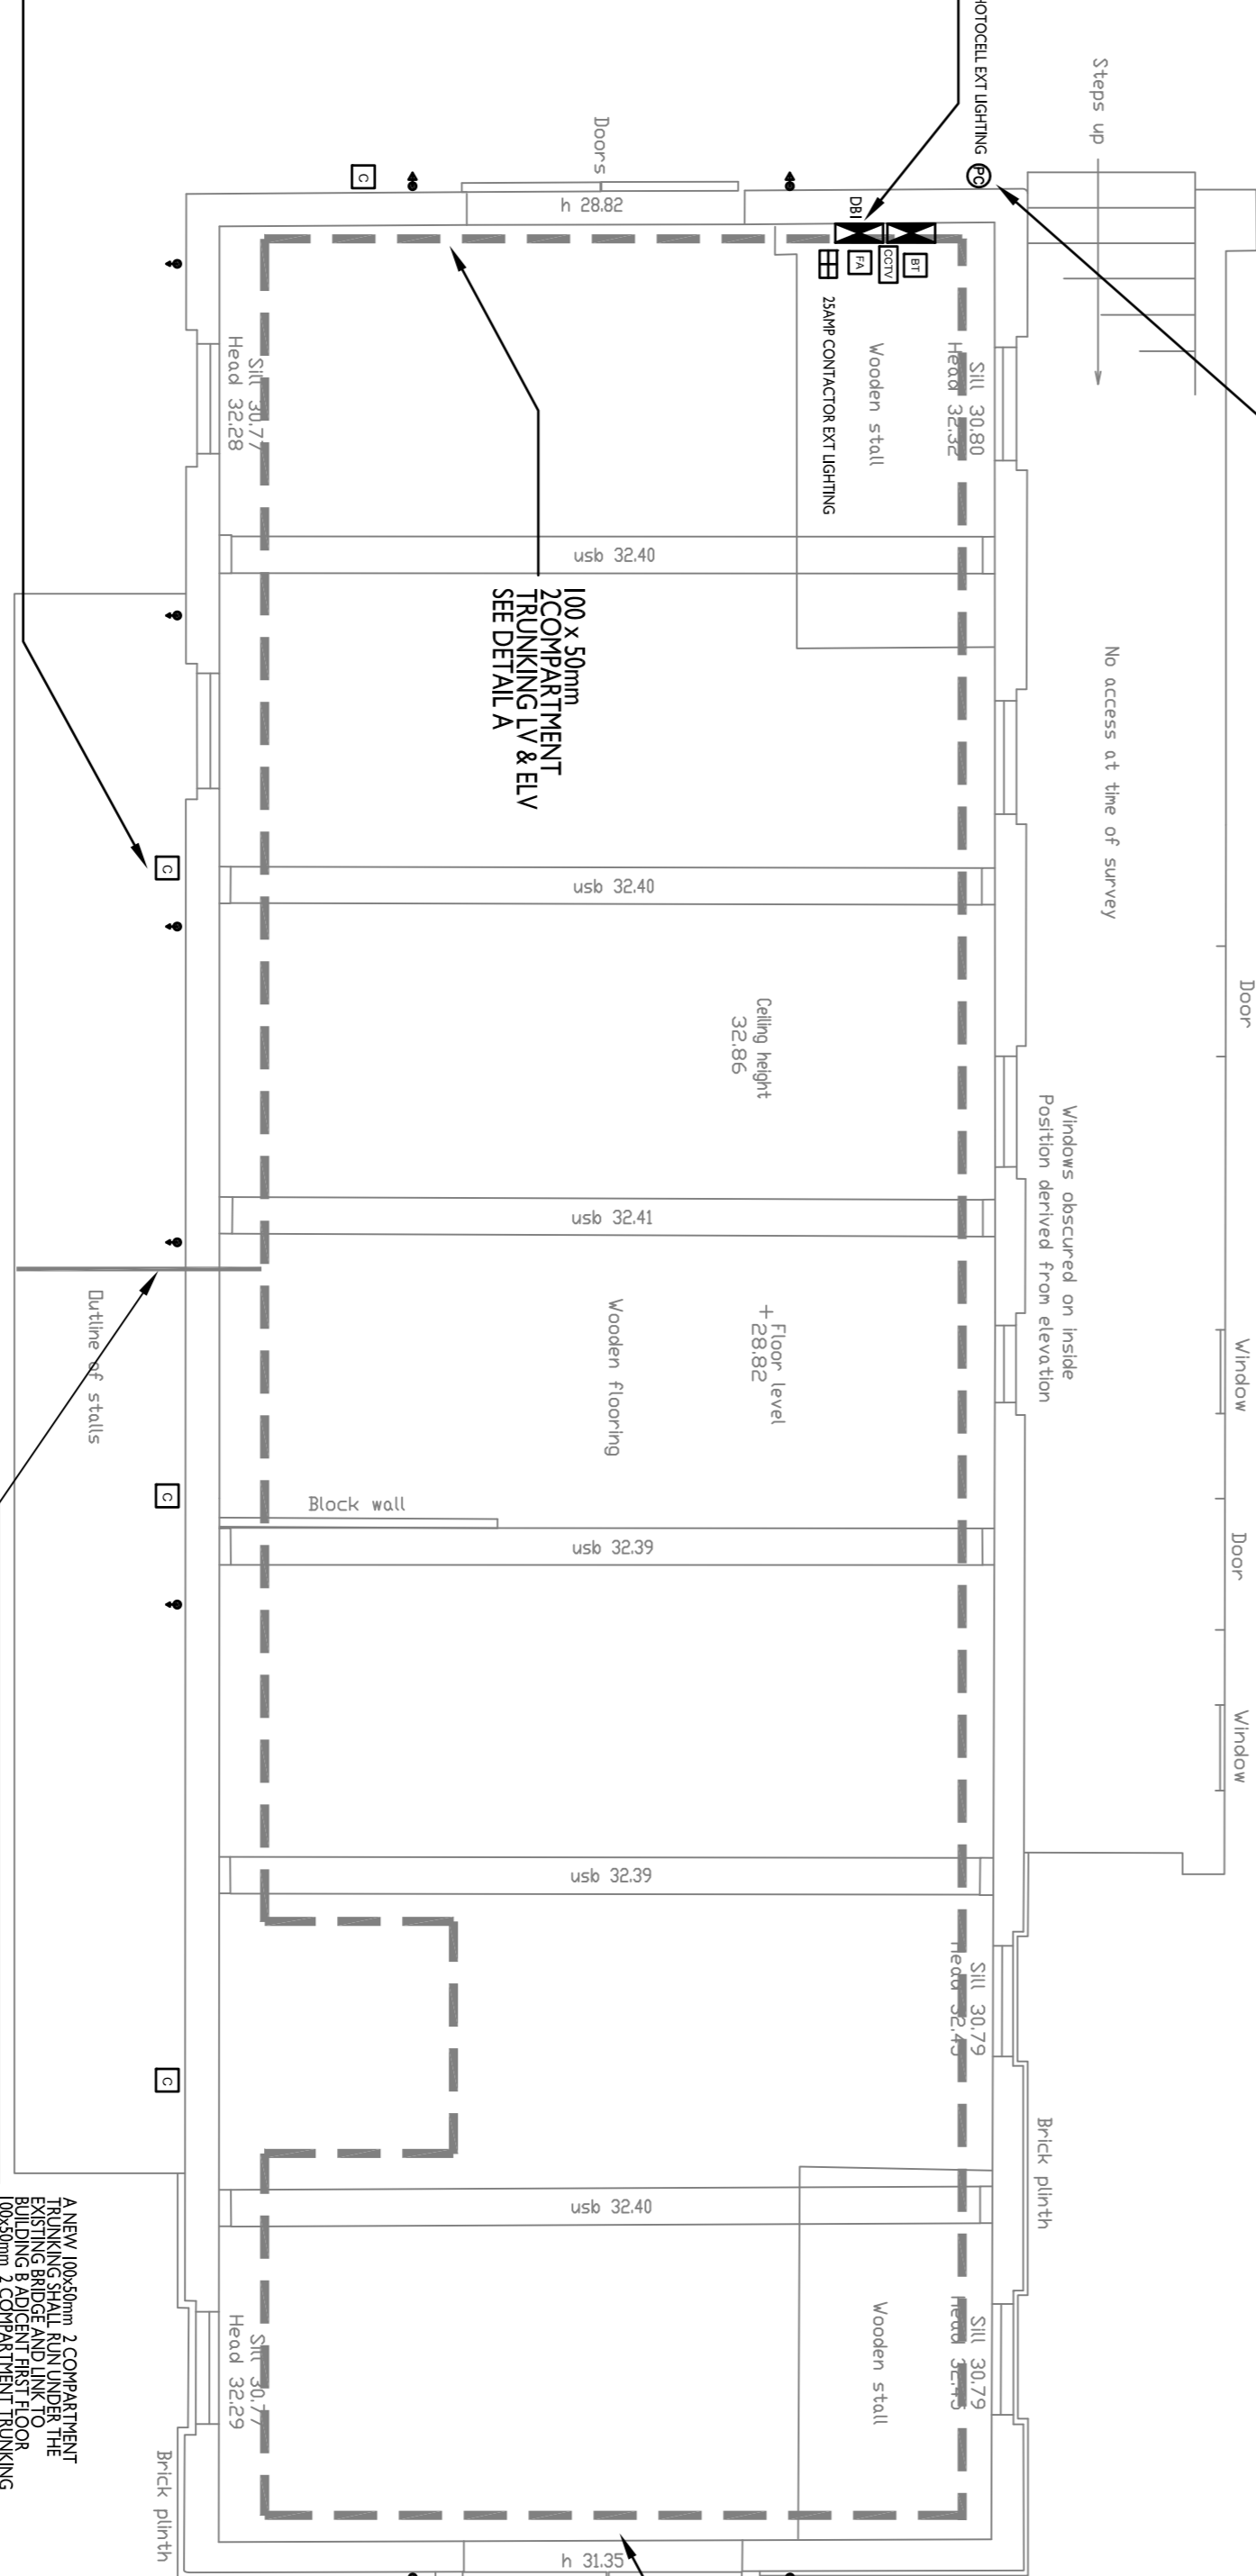 Steps up
PC
Doors
h 28.82
C
DB1
FA
CCTV
BT
25AMP CONTACTOR EXT LIGHTING
Wooden stall
Sill 30.80
Head 32.32
Sill 30.77
Head 32.28
usb 32.40
100 x 50mm
2COMPARTMENT
TRUNKING LV & ELV
SEE DETAIL A
No access at time of survey
usb 32.40
C
Door
Ceiling height
32.86
Windows obscured on inside
Position derived from elevation
usb 32.41
Floor level
+ 28.82
Wooden flooring
Outline of stalls
Window
Block wall
C
usb 32.39
Door
Window
usb 32.39
Sill 30.79
C
Brick plinth
usb 32.40
A NEW 100x50mm 2 COMPARTMENT
TRUNKING SHALL RUN UNDER THE
EXISTING BRIDGE AND LINK TO
BUILDING B ADJCENT FIRST FLOOR
100x50mm 2 COMPARTMENT TRUNKING
Wooden stall
Sill 30.79
Sill 30.77
Head 32.29
Brick plinth
h 31.35
EXT LIGHTING